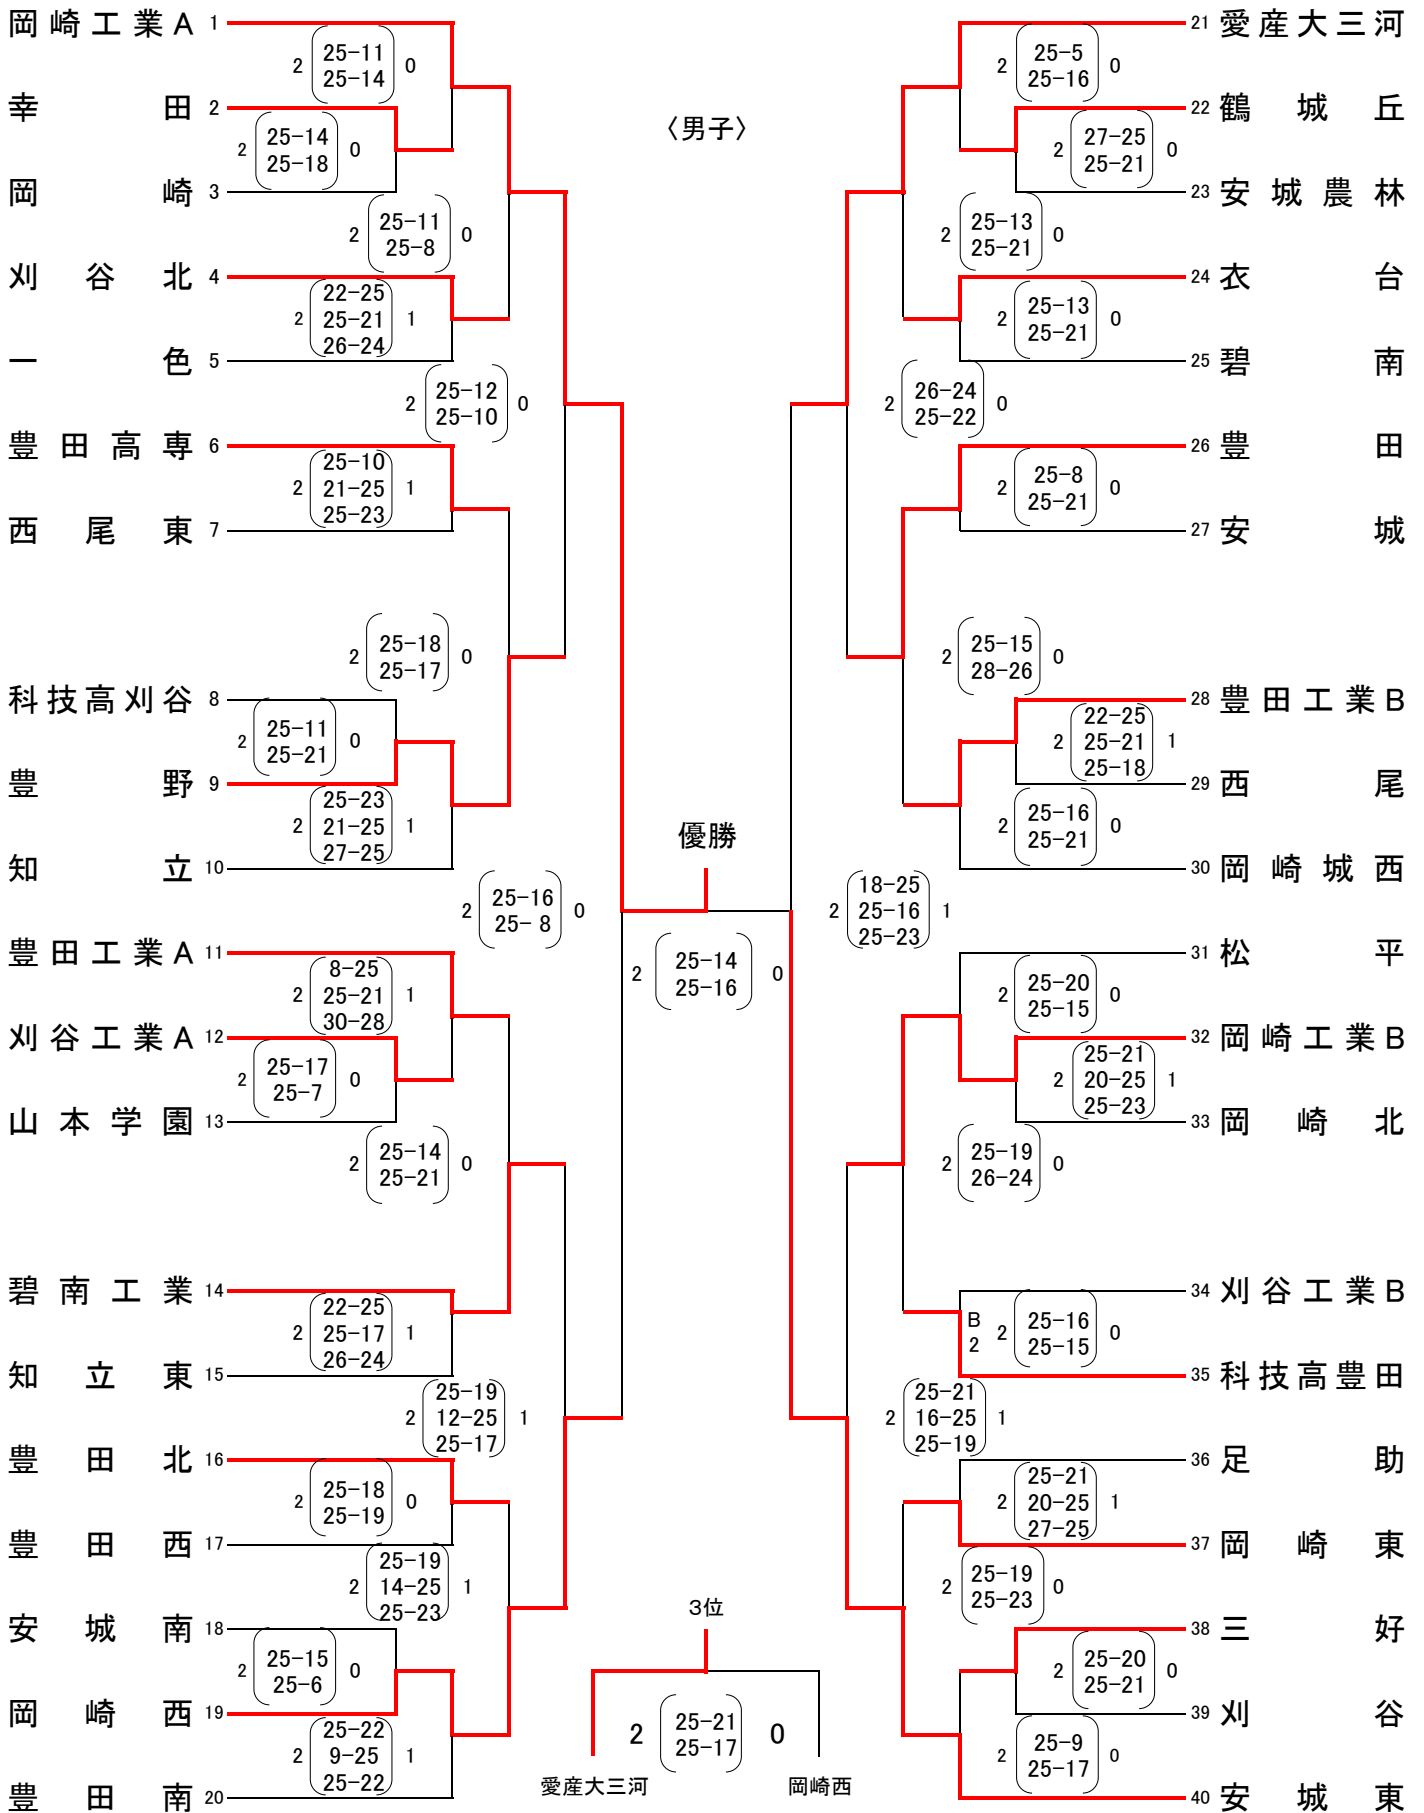 〈男子〉
岡崎工業A 1
2 25-11 0
25-14
幸田 2
2 25-14 0
25-18
岡崎 3
2 25-11 0
25-8
刈谷北 4
22-25
2 25-21 1
26-24
一色 5
2 25-12 0
25-10
豊田高専 6
25-10
2 21-25 1
25-23
西尾東 7
2 25-18 0
25-17
科技高刈谷 8
2 25-11 0
25-21
豊野 9
25-23
2 21-25 1
27-25
知立 10
2 25-16 0
25- 8
豊田工業A 11
8-25
2 25-21 1
30-28
刈谷工業A 12
2 25-17 0
25-7
山本学園 13
2 25-14 0
25-21
碧南工業 14
22-25
2 25-17 1
26-24
知立東 15
25-19
2 12-25 1
25-17
豊田北 16
2 25-18 0
25-19
豊田西 17
25-19
2 14-25 1
25-23
安城南 18
2 25-15 0
25-6
岡崎西 19
25-22
2 9-25 1
25-22
豊田南 20
優勝
2 25-14 0
25-16
3位
2 25-21 0
25-17
愛産大三河 岡崎西
21 愛産大三河
2 25-5 0
25-16
22 鶴城丘
2 27-25 0
25-21
23 安城農林
2 25-13 0
25-21
24 衣台
2 25-13 0
25-21
25 碧南
2 26-24 0
25-22
26 豊田
2 25-8 0
25-21
27 安城
2 25-15 0
28-26
28 豊田工業B
22-25
2 25-21 1
25-18
29 西尾
2 25-16 0
25-21
30 岡崎城西
18-25
2 25-16 1
25-23
31 松平
2 25-20 0
25-15
32 岡崎工業B
25-21
2 20-25 1
25-23
33 岡崎北
2 25-19 0
26-24
34 刈谷工業B
B
2
2 25-16 0
25-15
35 科技高豊田
25-21
2 16-25 1
25-19
36 足助
25-21
2 20-25 1
27-25
37 岡崎東
2 25-19 0
25-23
38 三好
2 25-20 0
25-21
39 刈谷
2 25-9 0
25-17
40 安城東